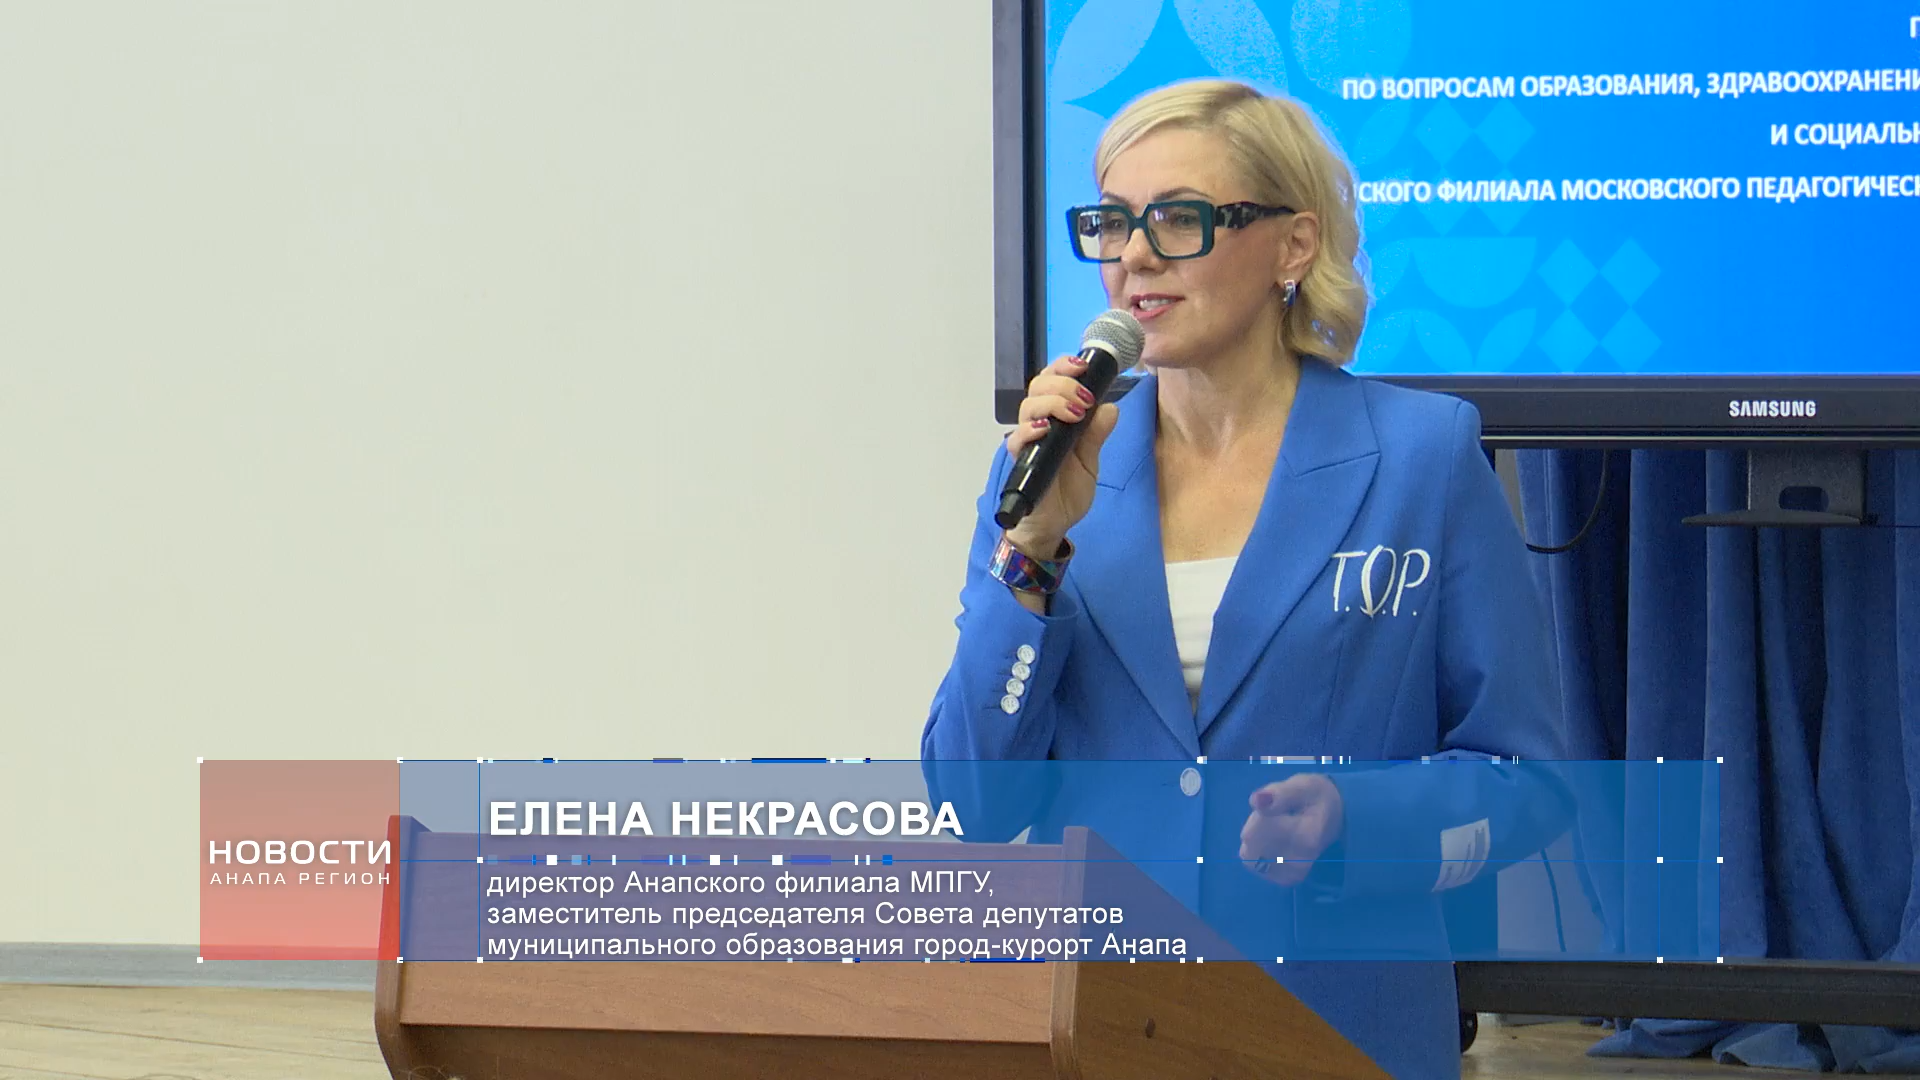 ПО ВОПРОСАМ ОБРАЗОВАНИЯ, ЗДРАВООХРАНЕНИ
И СОЦИАЛЬН
СКОГО ФИЛИАЛА МОСКОВСКОГО ПЕДАГОГИЧЕСК
SAMSUNG
T.O.P.
НОВОСТИ
АНАПА РЕГИОН
ЕЛЕНА НЕКРАСОВА
директор Анапского филиала МПГУ,
заместитель председателя Совета депутатов
муниципального образования город-курорт Анапа